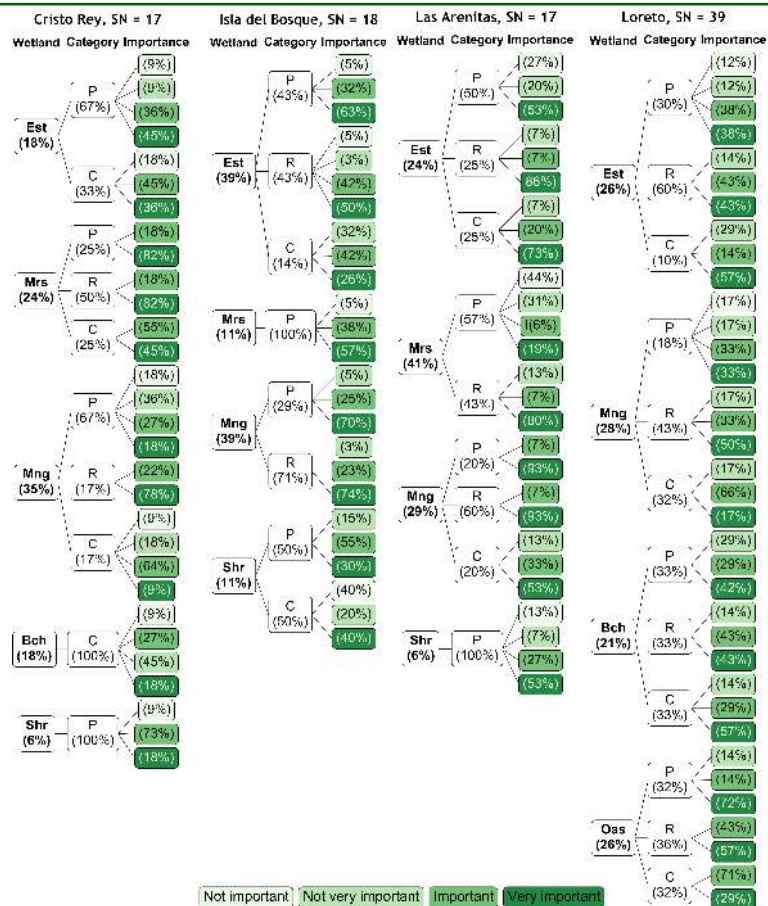 Cristo Rey, SN = 17
Wetland Category Importance
Est
(18%)
P
(67%)
(9%)
(9%)
(36%)
(45%)
C
(33%)
(18%)
(45%)
(36%)
Mrs
(24%)
P
(25%)
(18%)
(82%)
R
(50%)
(18%)
(82%)
C
(25%)
(55%)
(45%)
Mng
(35%)
P
(67%)
(18%)
(36%)
(27%)
(18%)
R
(17%)
(22%)
(78%)
C
(17%)
(9%)
(18%)
(64%)
(9%)
Bch
(18%)
C
(100%)
(9%)
(27%)
(45%)
(18%)
Shr
(6%)
P
(100%)
(9%)
(73%)
(18%)
Isla del Bosque, SN = 18
Wetland Category Importance
Est
(39%)
P
(43%)
(5%)
(32%)
(63%)
R
(43%)
(5%)
(3%)
(42%)
(50%)
C
(14%)
(32%)
(42%)
(26%)
Mrs
(11%)
P
(100%)
(5%)
(38%)
(57%)
Mng
(39%)
P
(29%)
(5%)
(26%)
(70%)
R
(71%)
(3%)
(23%)
(74%)
Shr
(11%)
P
(50%)
(15%)
(55%)
(30%)
C
(50%)
(40%)
(20%)
(40%)
Las Arenitas, SN = 17
Wetland Category Importance
Est
(24%)
P
(50%)
(27%)
(20%)
(53%)
R
(25%)
(7%)
(7%)
(86%)
C
(25%)
(7%)
(20%)
(73%)
Mrs
(41%)
P
(57%)
(44%)
(31%)
I(6%)
(19%)
R
(43%)
(13%)
(7%)
(80%)
Mng
(29%)
P
(20%)
(7%)
(93%)
R
(60%)
(7%)
(93%)
C
(20%)
(13%)
(33%)
(53%)
Shr
(6%)
P
(100%)
(13%)
(7%)
(27%)
(53%)
Loreto, SN = 39
Wetland Category Importance
Est
(26%)
P
(30%)
(12%)
(12%)
(38%)
(38%)
R
(60%)
(14%)
(43%)
(43%)
C
(10%)
(29%)
(14%)
(57%)
Mng
(28%)
P
(18%)
(17%)
(17%)
(33%)
(33%)
R
(43%)
(17%)
(33%)
(50%)
C
(32%)
(17%)
(66%)
(17%)
Bch
(21%)
P
(33%)
(29%)
(29%)
(42%)
R
(33%)
(14%)
(43%)
(43%)
C
(33%)
(14%)
(29%)
(57%)
Oas
(26%)
P
(32%)
(14%)
(14%)
(72%)
R
(36%)
(43%)
(57%)
C
(32%)
(71%)
(29%)
Not important Not very important Important Very important